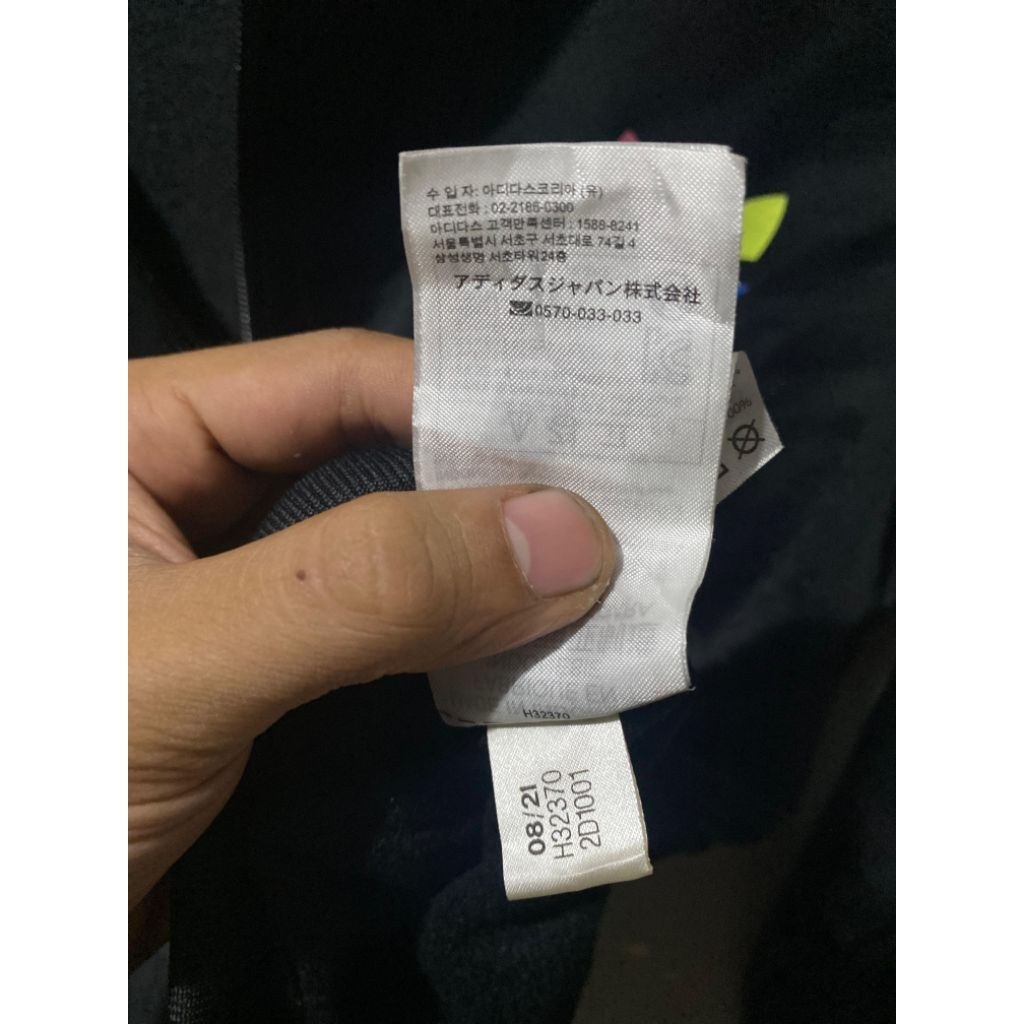 수 입 자: 아디다스코리아 (유)
대표전화 : 02-2186-0300
아디다스 고객만족센터 : 1588-8241
서울특별시 서초구 서초대로 74길 4
삼성생명 서초타워24층
アディダスジャパン株式会社
0570-033-033
H32370
08/21
H32370
2D1001